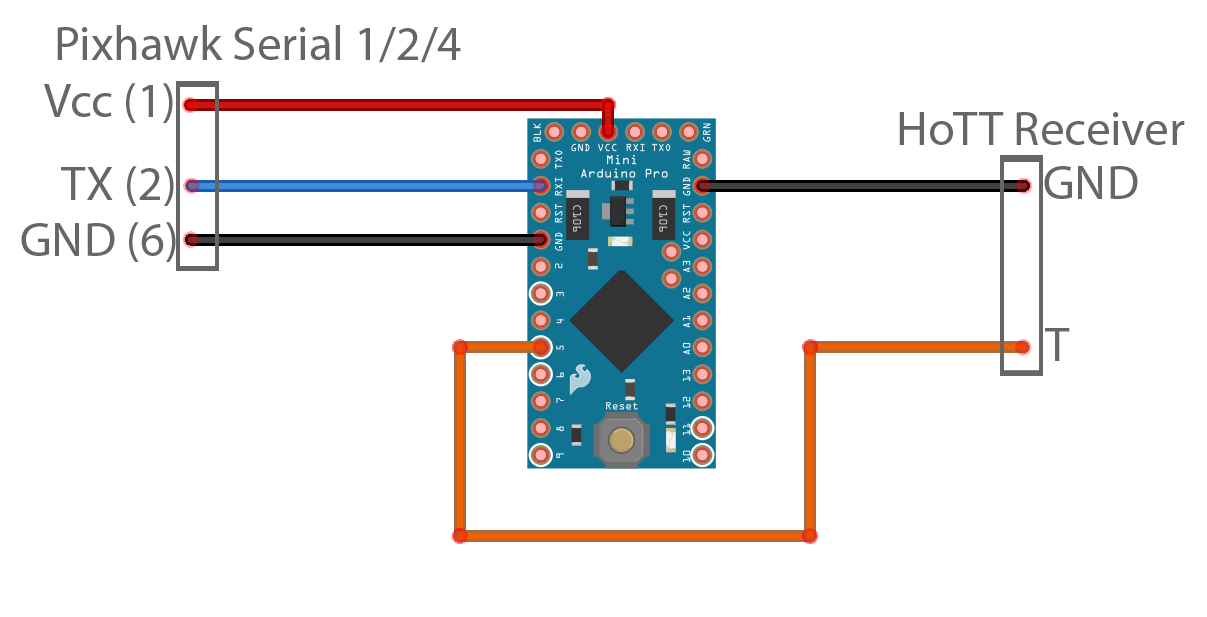 Pixhawk Serial 1/2/4
Vcc (1)
TX (2)
GND (6)
HoTT Receiver
GND
T
BLK
GND VCC RXI TXO
GRN
Mini
Arduino Pro
TXO
RXI
RST
GND
2
3
4
5
6
7
8
9
RAW
GND
RST
VCC
A3
A2
A1
A0
13
12
11
10
C106
C106
Reset